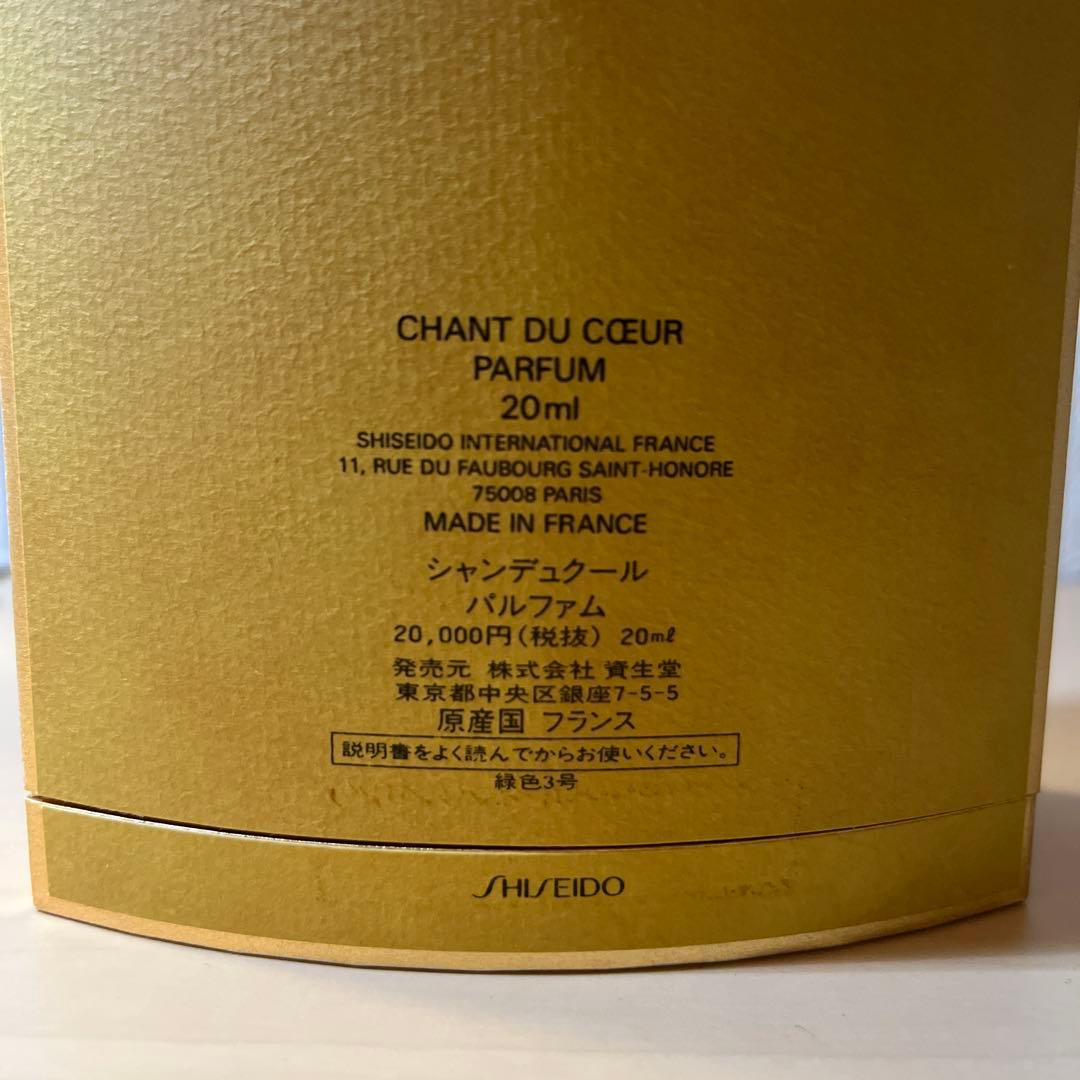 CHANT DU CŒUR
PARFUM
20ml
SHISEIDO INTERNATIONAL FRANCE
11, RUE DU FAUBOURG SAINT-HONORE
75008 PARIS
MADE IN FRANCE
シャンデュクール
パルファム
20,000円(税抜) 20mℓ
発売元 株式会社 資生堂
東京都中央区銀座7-5-5
原産国 フランス
説明書をよく読んでからお使いください。
緑色3号
SHISEIDO